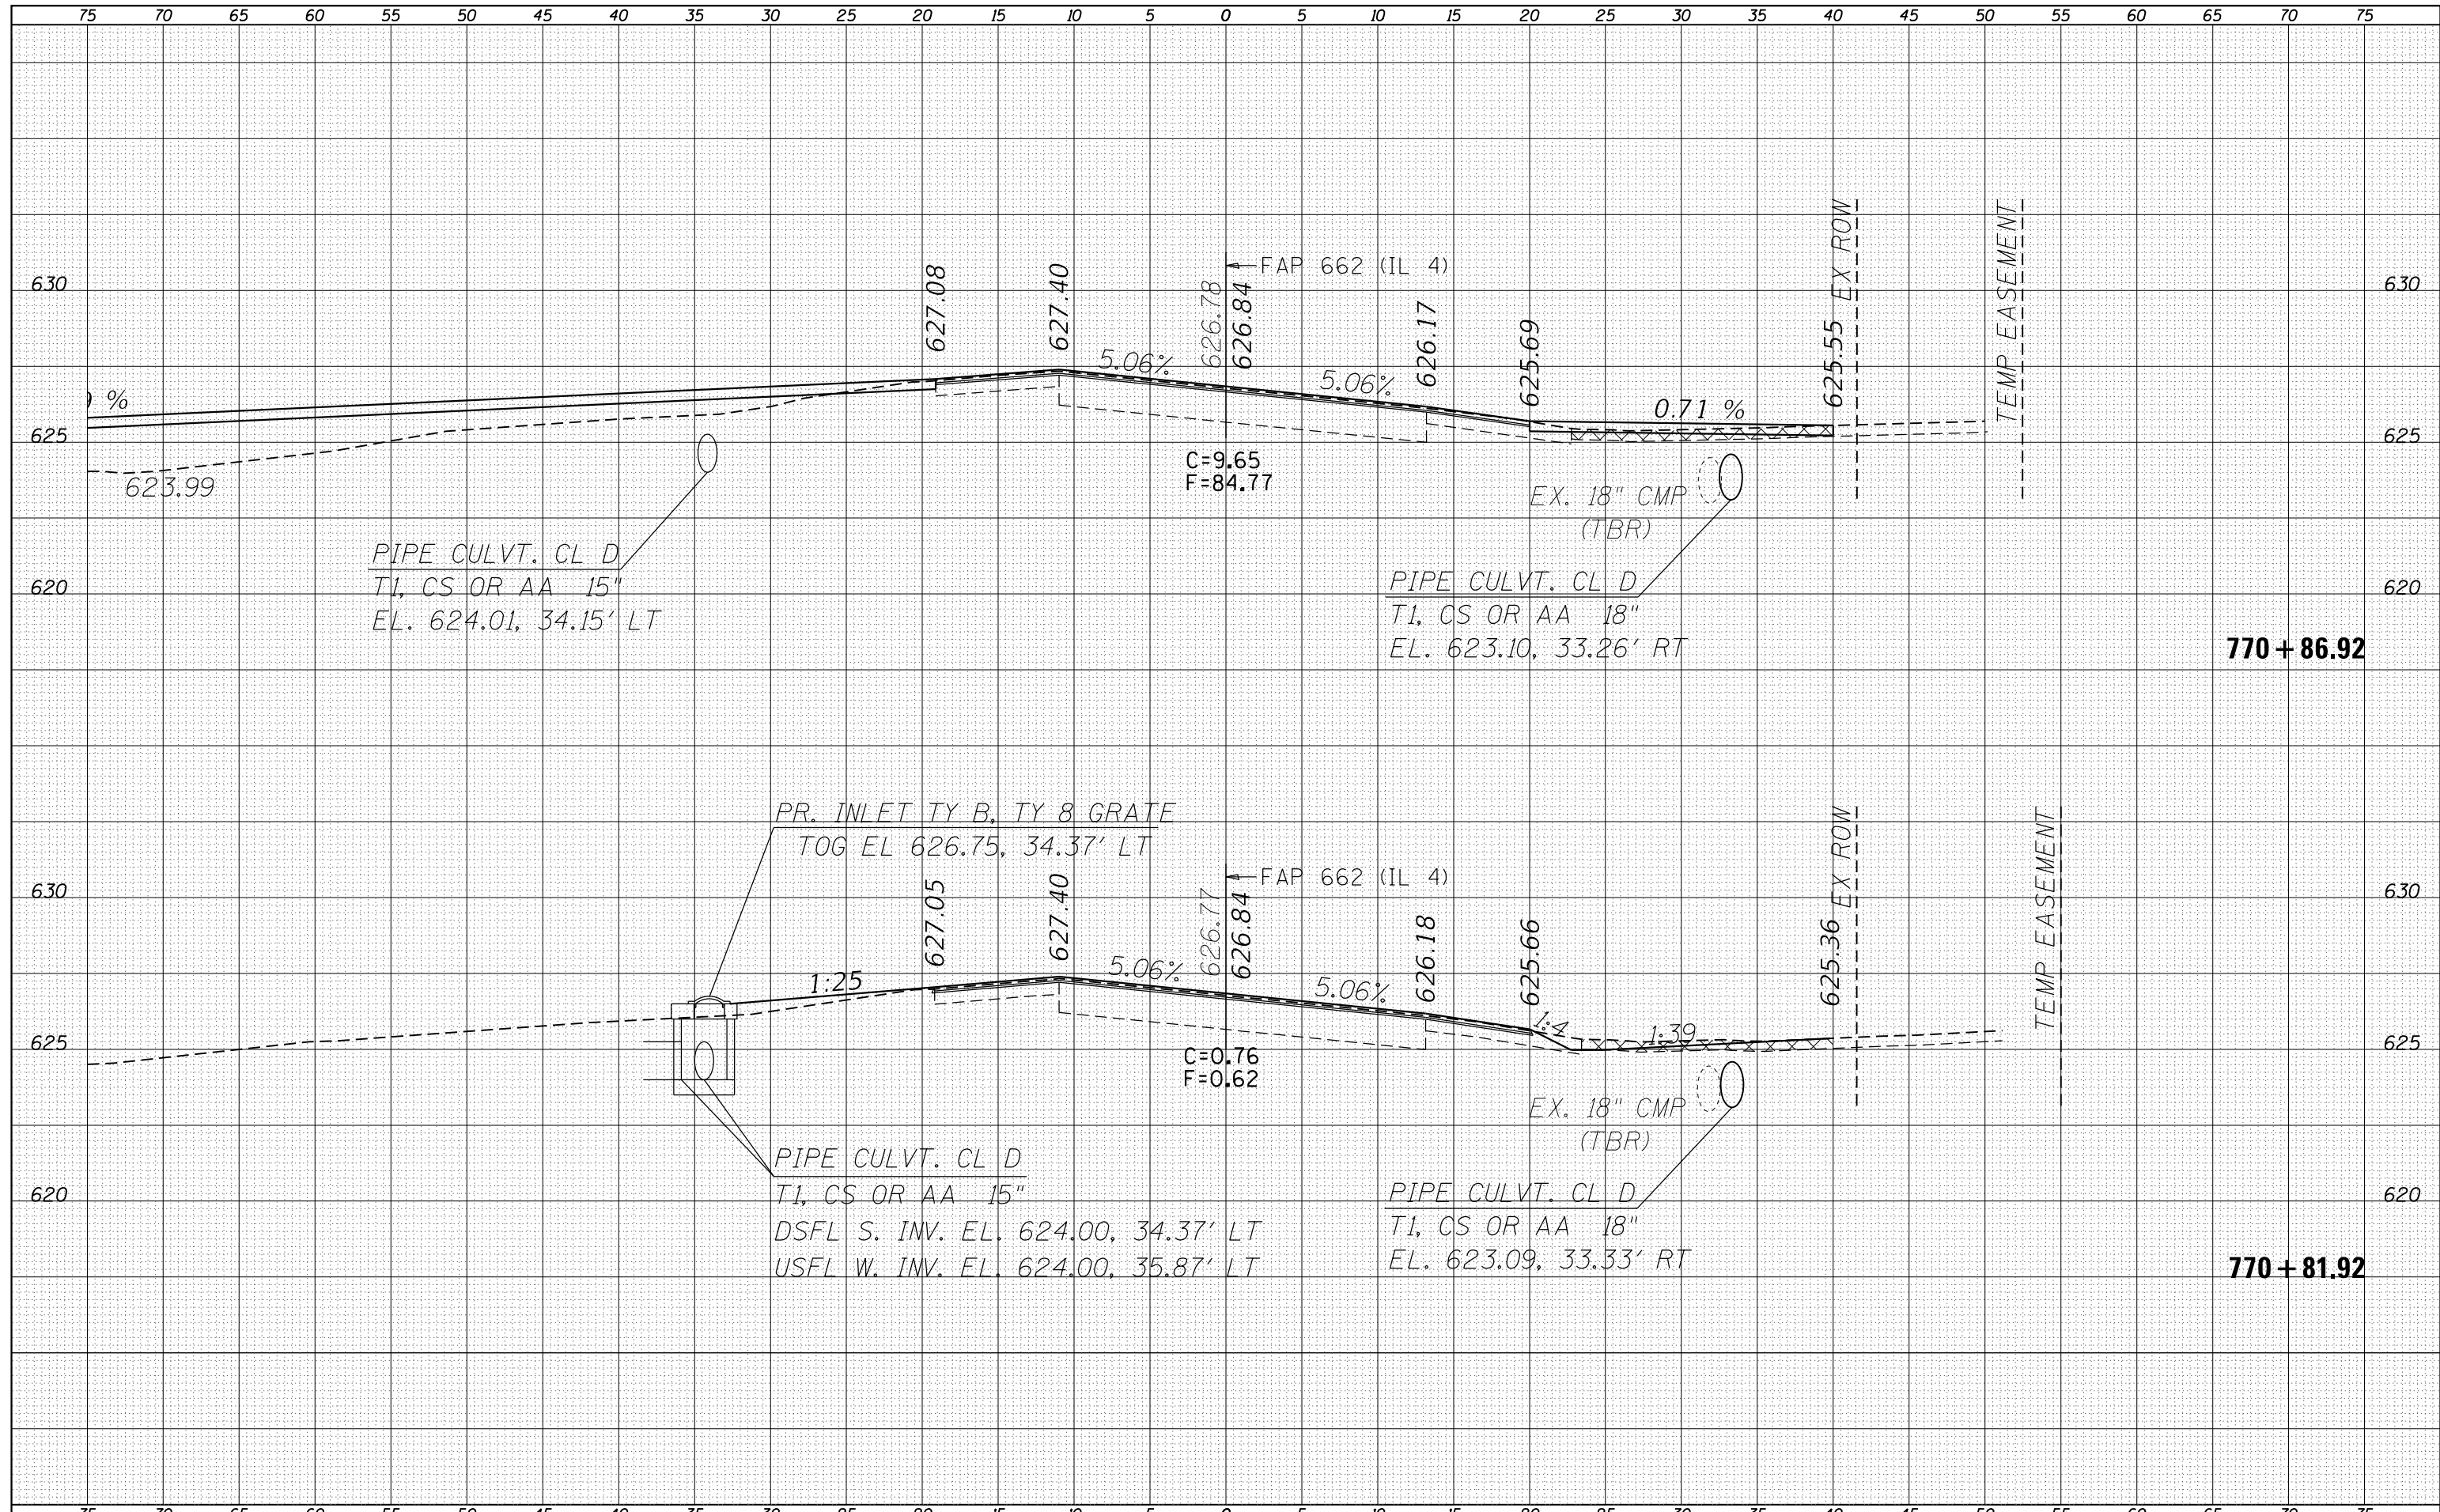 75 70 65 60 55 50 45 40 35 30 25 20 15 10 5 0 5 10 15 20 25 30 35 40 45 50 55 60 65 70 75
630
627.08
627.40
FAP 662 (IL 4)
626.78
626.84
626.17
625.69
625.55
EX ROW
TEMP EASEMENT
630
5.06%
5.06%
0.71 %
%
625
625
623.99
C=9.65
F=84.77
EX. 18" CMP
(TBR)
PIPE CULVT. CL D
T1, CS OR AA 15"
EL. 624.01, 34.15' LT
620
PIPE CULVT. CL D
T1, CS OR AA 18"
EL. 623.10, 33.26' RT
620
770+86.92
PR. INLET TY B, TY 8 GRATE
TOG EL 626.75, 34.37' LT
630
627.05
627.40
FAP 662 (IL 4)
626.77
626.84
626.18
625.66
625.36
EX ROW
TEMP EASEMENT
630
1:25
5.06%
5.06%
1:4
1:39
625
625
C=0.76
F=0.62
EX. 18" CMP
(TBR)
PIPE CULVT. CL D
T1, CS OR AA 15"
DSFL S. INV. EL. 624.00, 34.37' LT
USFL W. INV. EL. 624.00, 35.87' LT
620
PIPE CULVT. CL D
T1, CS OR AA 18"
EL. 623.09, 33.33' RT
620
770+81.92